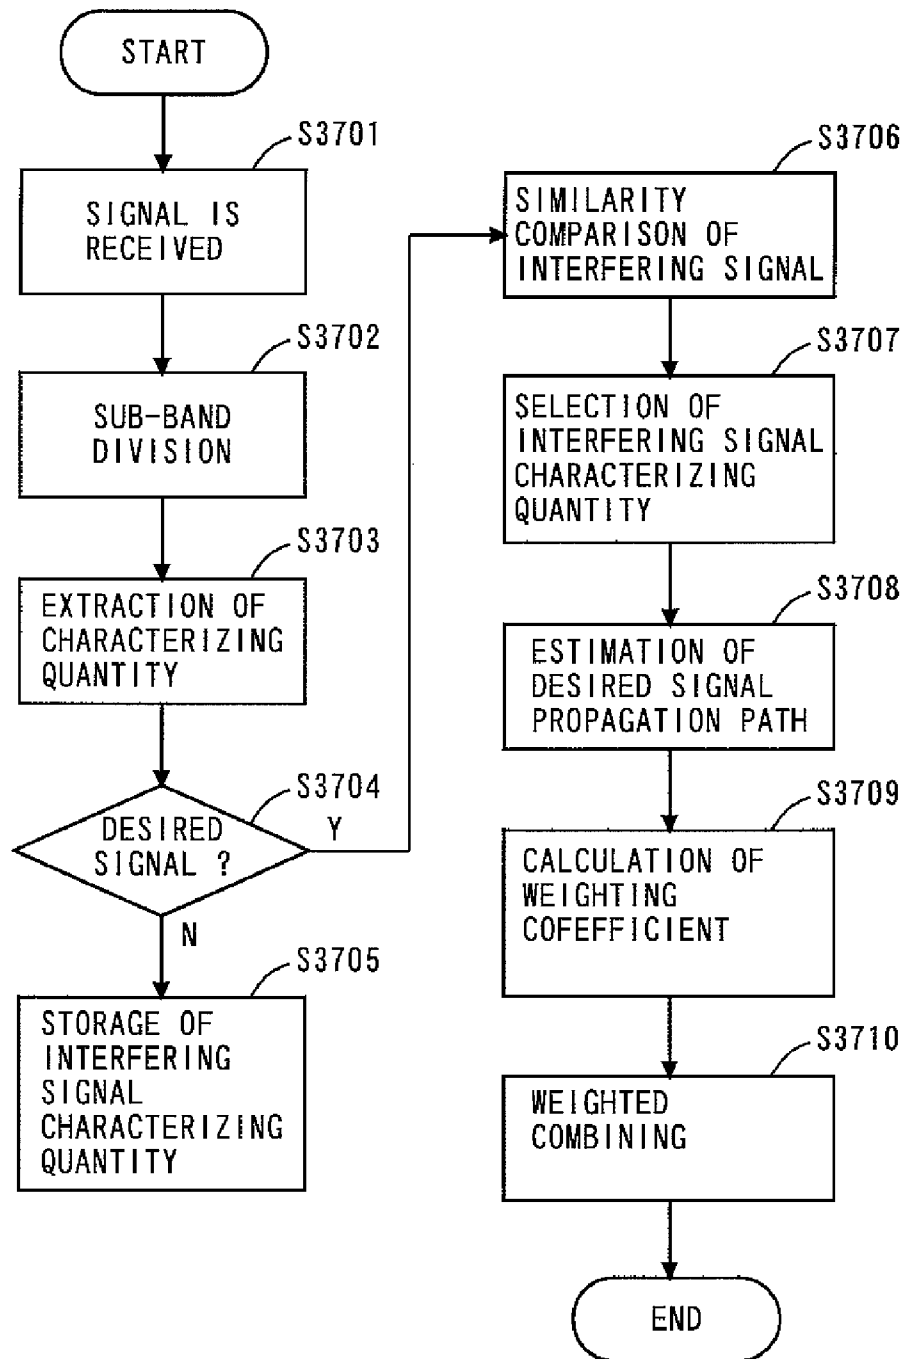 START
S3701
SIGNAL IS
RECEIVED
S3702
SUB-BAND
DIVISION
S3703
EXTRACTION OF
CHARACTERIZING
QUANTITY
S3704
DESIRED
SIGNAL ?
Y
N
S3705
STORAGE OF
INTERFERING
SIGNAL
CHARACTERIZING
QUANTITY
S3706
SIMILARITY
COMPARISON OF
INTERFERING SIGNAL
S3707
SELECTION OF
INTERFERING SIGNAL
CHARACTERIZING
QUANTITY
S3708
ESTIMATION OF
DESIRED SIGNAL
PROPAGATION PATH
S3709
CALCULATION OF
WEIGHTING
COFEFFICIENT
S3710
WEIGHTED
COMBINING
END